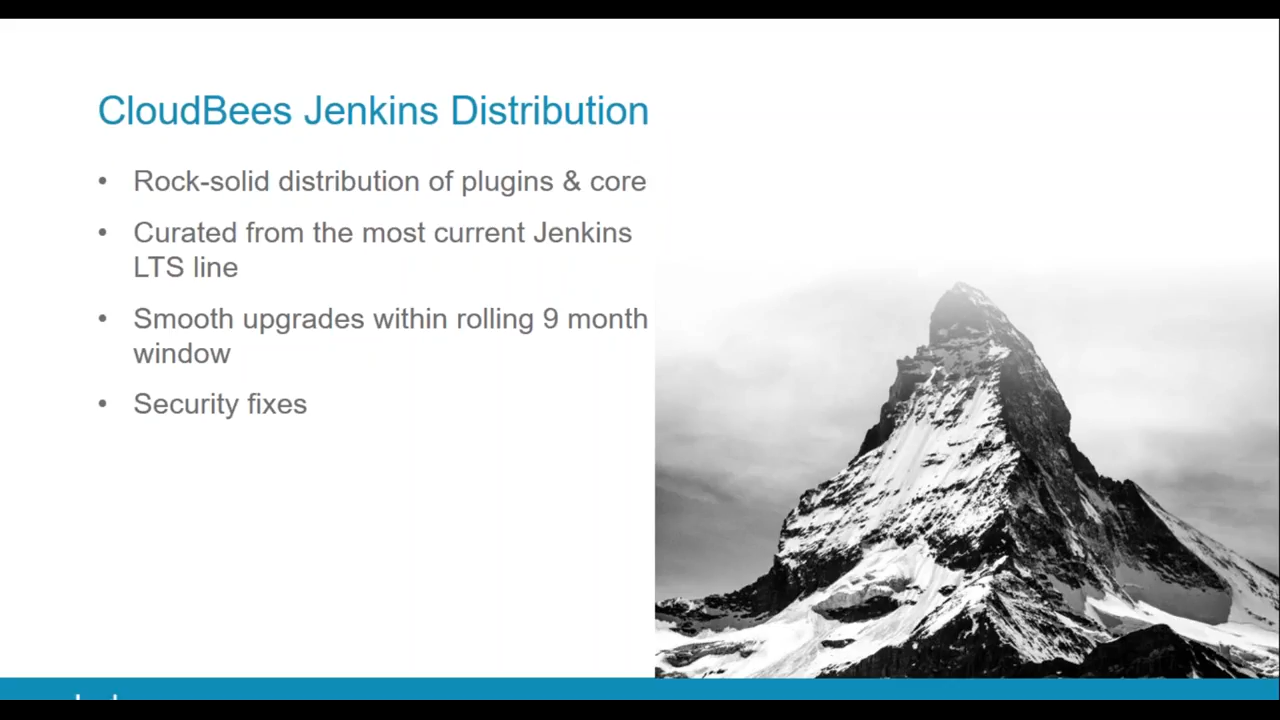 CloudBees Jenkins Distribution
• Rock-solid distribution of plugins & core
• Curated from the most current Jenkins
LTS line
• Smooth upgrades within rolling 9 month
window
• Security fixes